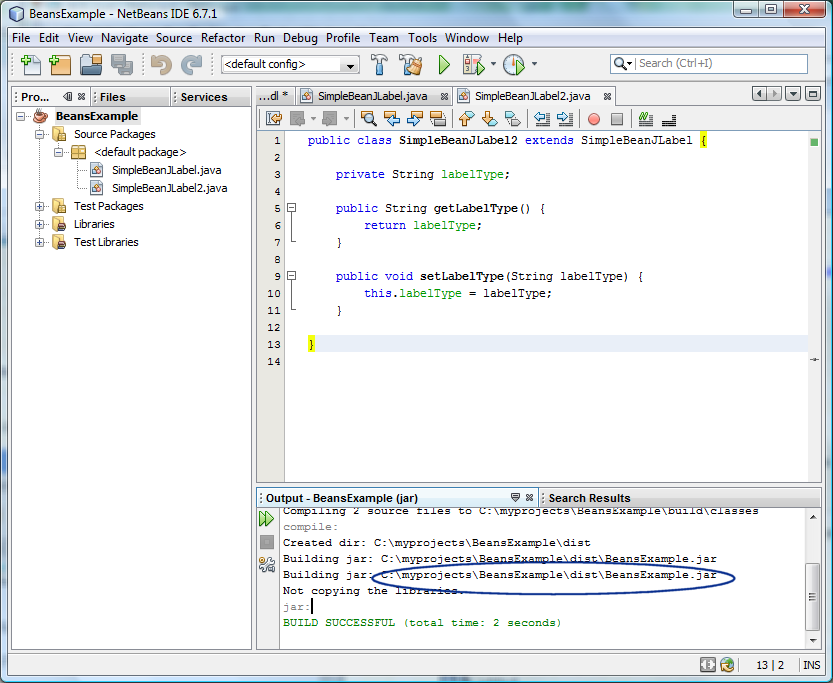 BeansExample - NetBeans IDE 6.7.1
File Edit View Navigate Source Refactor Run Debug Profile Team Tools Window Help
<default config>
Search (Ctrl+I)
Pro...
Files
Services
...dl *
SimpleBeanJLabel.java
SimpleBeanJLabel2.java
BeansExample
Source Packages
<default package>
SimpleBeanJLabel.java
SimpleBeanJLabel2.java
Test Packages
Libraries
Test Libraries
1 public class SimpleBeanJLabel2 extends SimpleBeanJLabel {
2
3 private String labelType;
4
5 public String getLabelType() {
6 return labelType;
7 }
8
9 public void setLabelType(String labelType) {
10 this.labelType = labelType;
11 }
12
13 }
14
Output - BeansExample (jar)
Search Results
Compiling 2 source files to C:\myprojects\BeansExample\build\classes
compile:
Created dir: C:\myprojects\BeansExample\dist
Building jar: C:\myprojects\BeansExample\dist\BeansExample.jar
Building jar: C:\myprojects\BeansExample\dist\BeansExample.jar
Not copying the libraries.
jar:
BUILD SUCCESSFUL (total time: 2 seconds)
13 | 2 INS